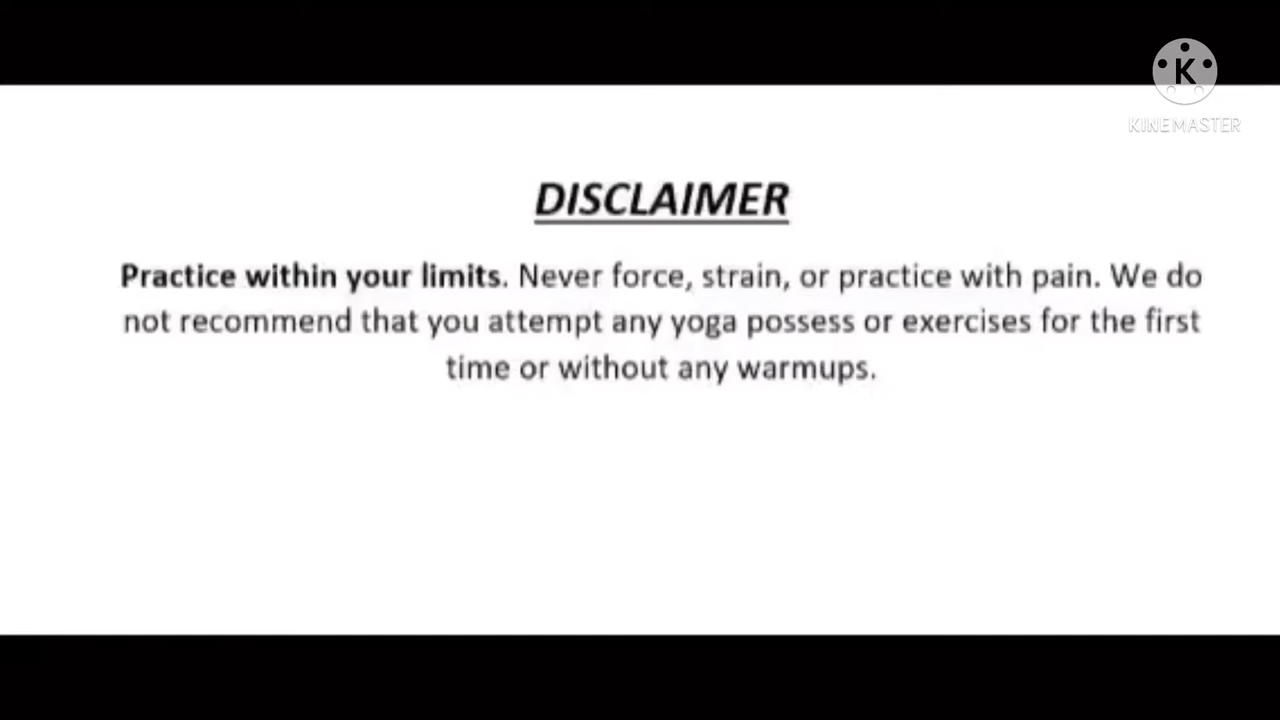 K
KINEMASTER
DISCLAIMER
Practice within your limits. Never force, strain, or practice with pain. We do
not recommend that you attempt any yoga possess or exercises for the first
time or without any warmups.